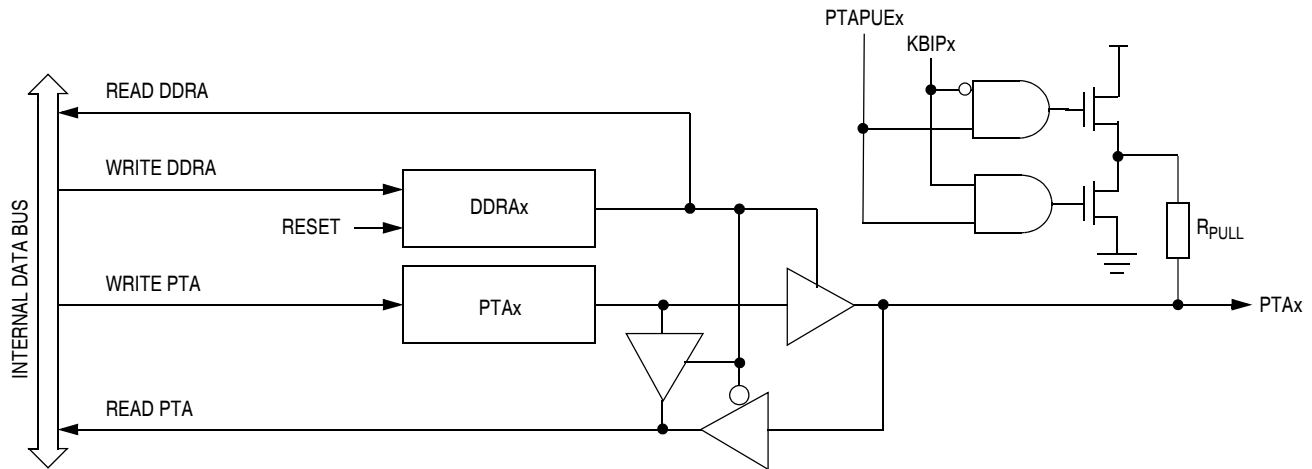 PTAPUEx
KBIPx
READ DDRA
WRITE DDRA
DDRAx
RESET
RPULL
INTERNAL DATA BUS
WRITE PTA
PTAx
PTAx
READ PTA